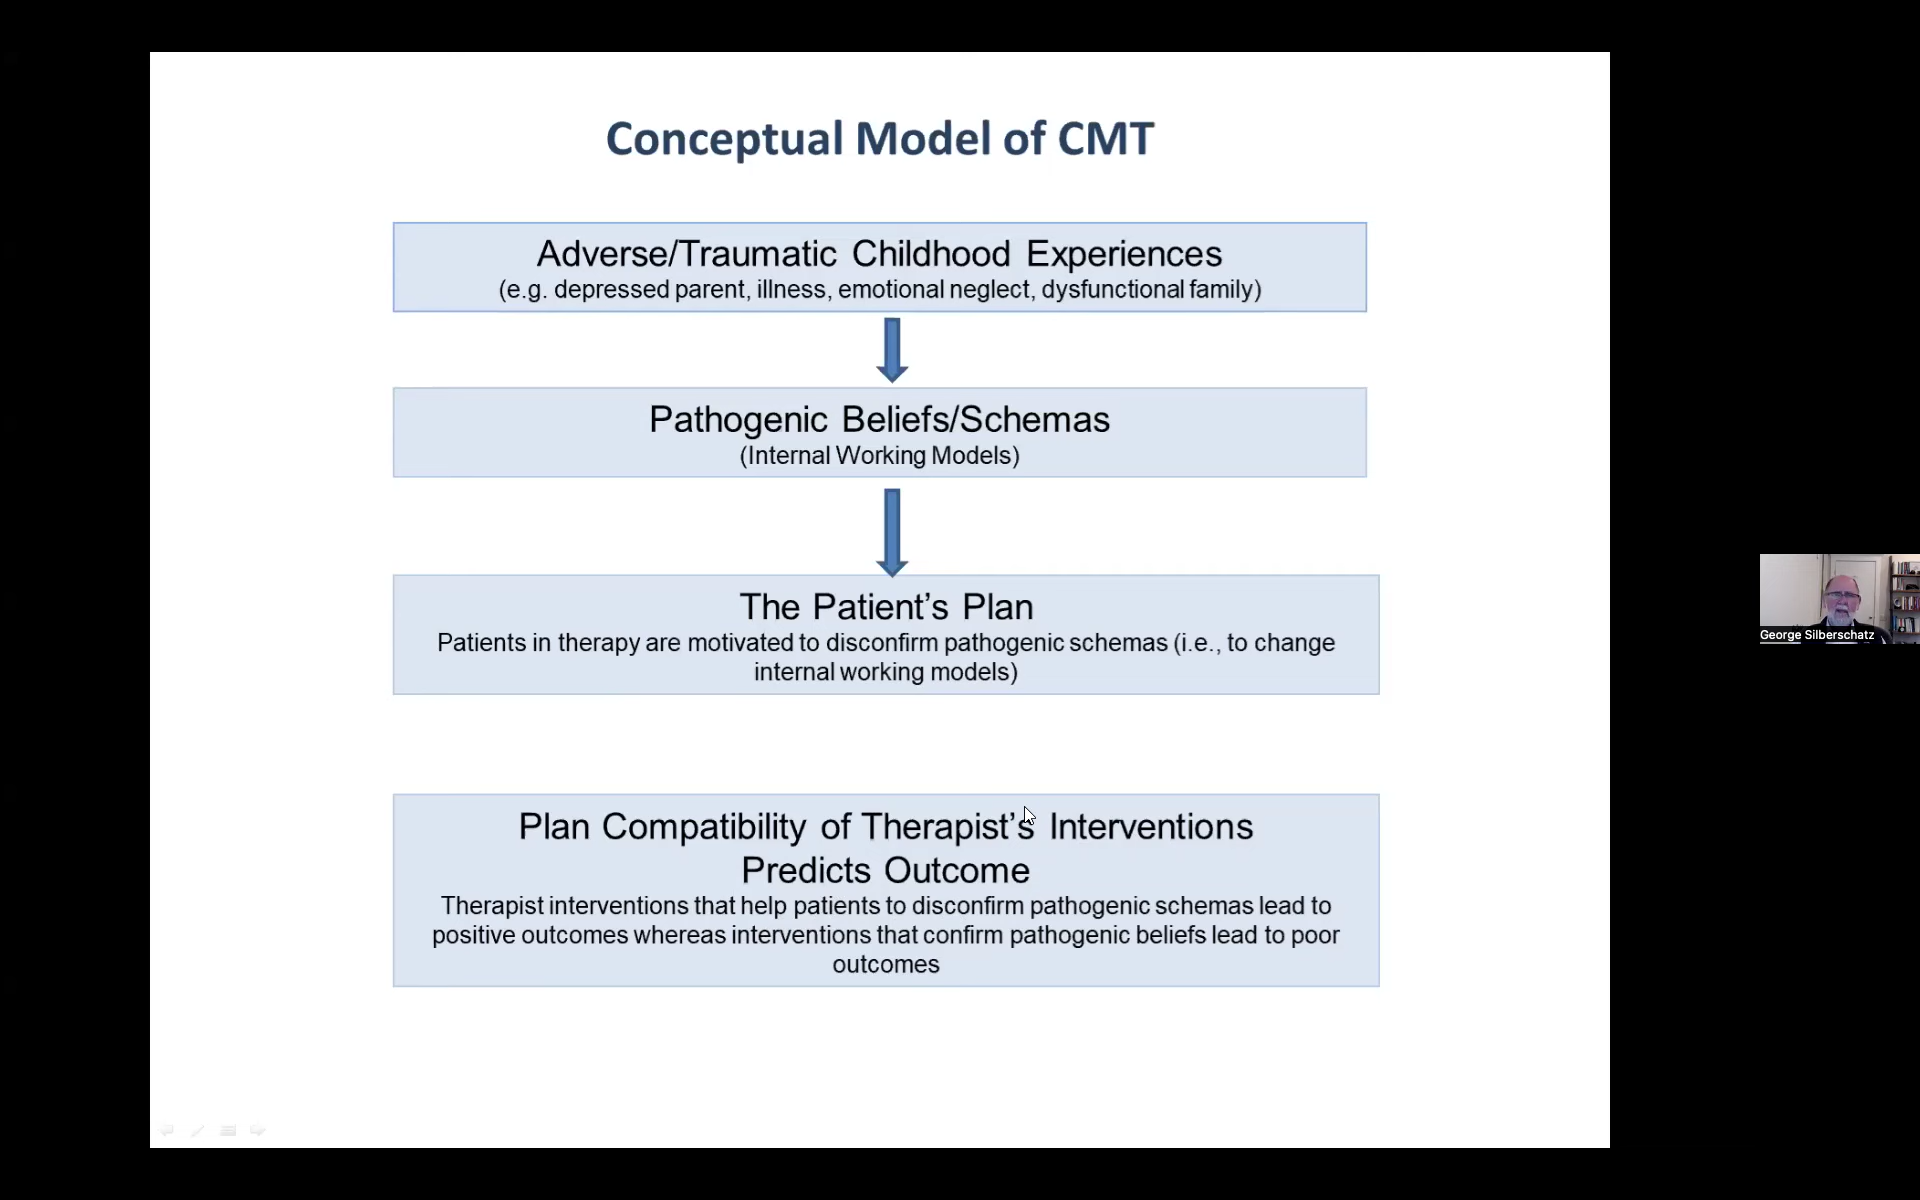 Conceptual Model of CMT
Adverse/Traumatic Childhood Experiences
(e.g. depressed parent, illness, emotional neglect, dysfunctional family)
Pathogenic Beliefs/Schemas
(Internal Working Models)
The Patient’s Plan
Patients in therapy are motivated to disconfirm pathogenic schemas (i.e., to change
internal working models)
George Silberschatz
Plan Compatibility of Therapist’s Interventions
Predicts Outcome
Therapist interventions that help patients to disconfirm pathogenic schemas lead to
positive outcomes whereas interventions that confirm pathogenic beliefs lead to poor
outcomes